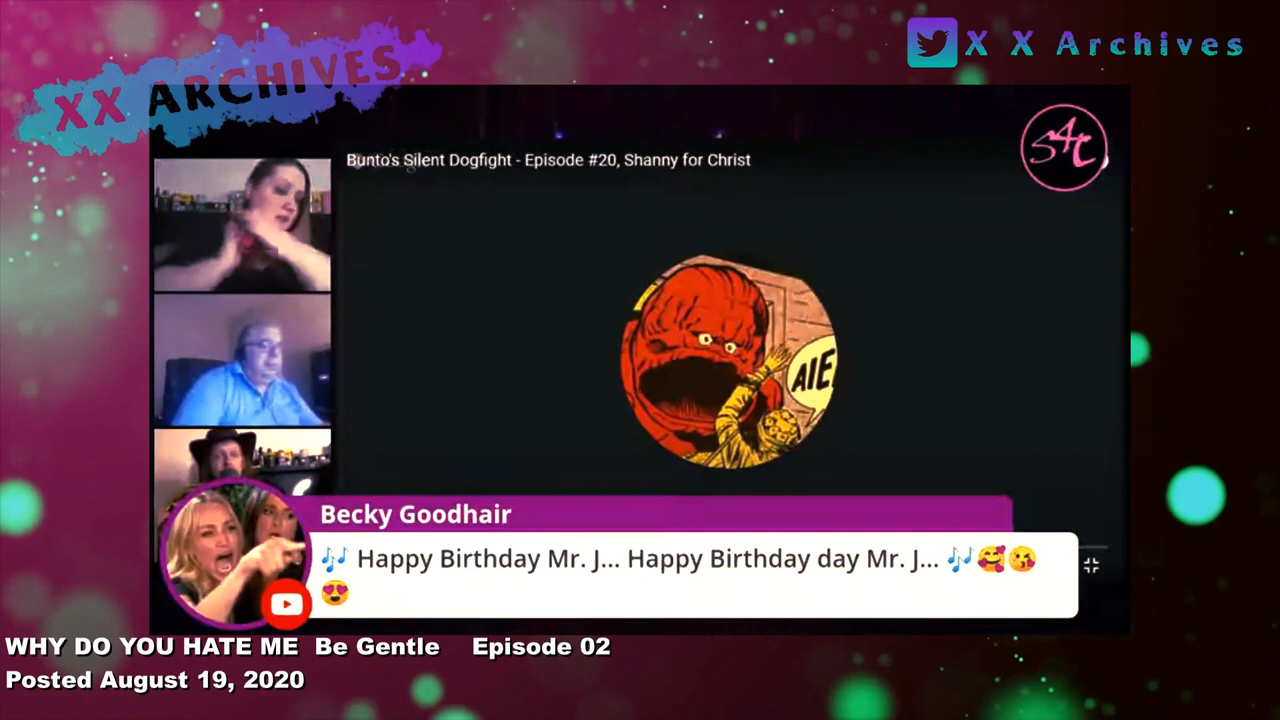 XX ARCHIVES
X X Archives
S4C
Bunto's Silent Dogfight - Episode #20, Shanny for Christ
AIE
Becky Goodhair
🎶 Happy Birthday Mr. J... Happy Birthday day Mr. J... 🎶🥰😘
😍
WHY DO YOU HATE ME Be Gentle Episode 02
Posted August 19, 2020